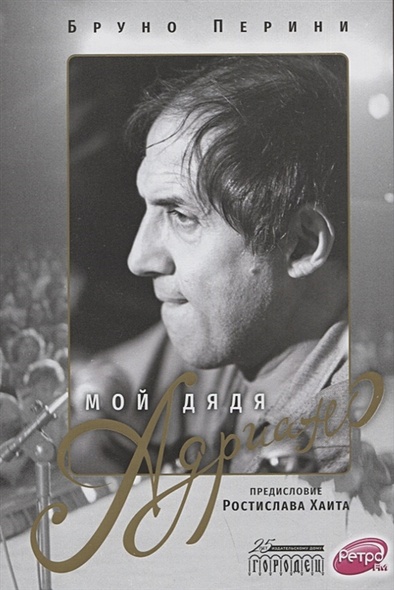 Бруно Перини
мой дядя
Адриано
предисловие
Ростислава Хаита
25 издательскому дому
ГОРОДЕЦ
Ретро
FM